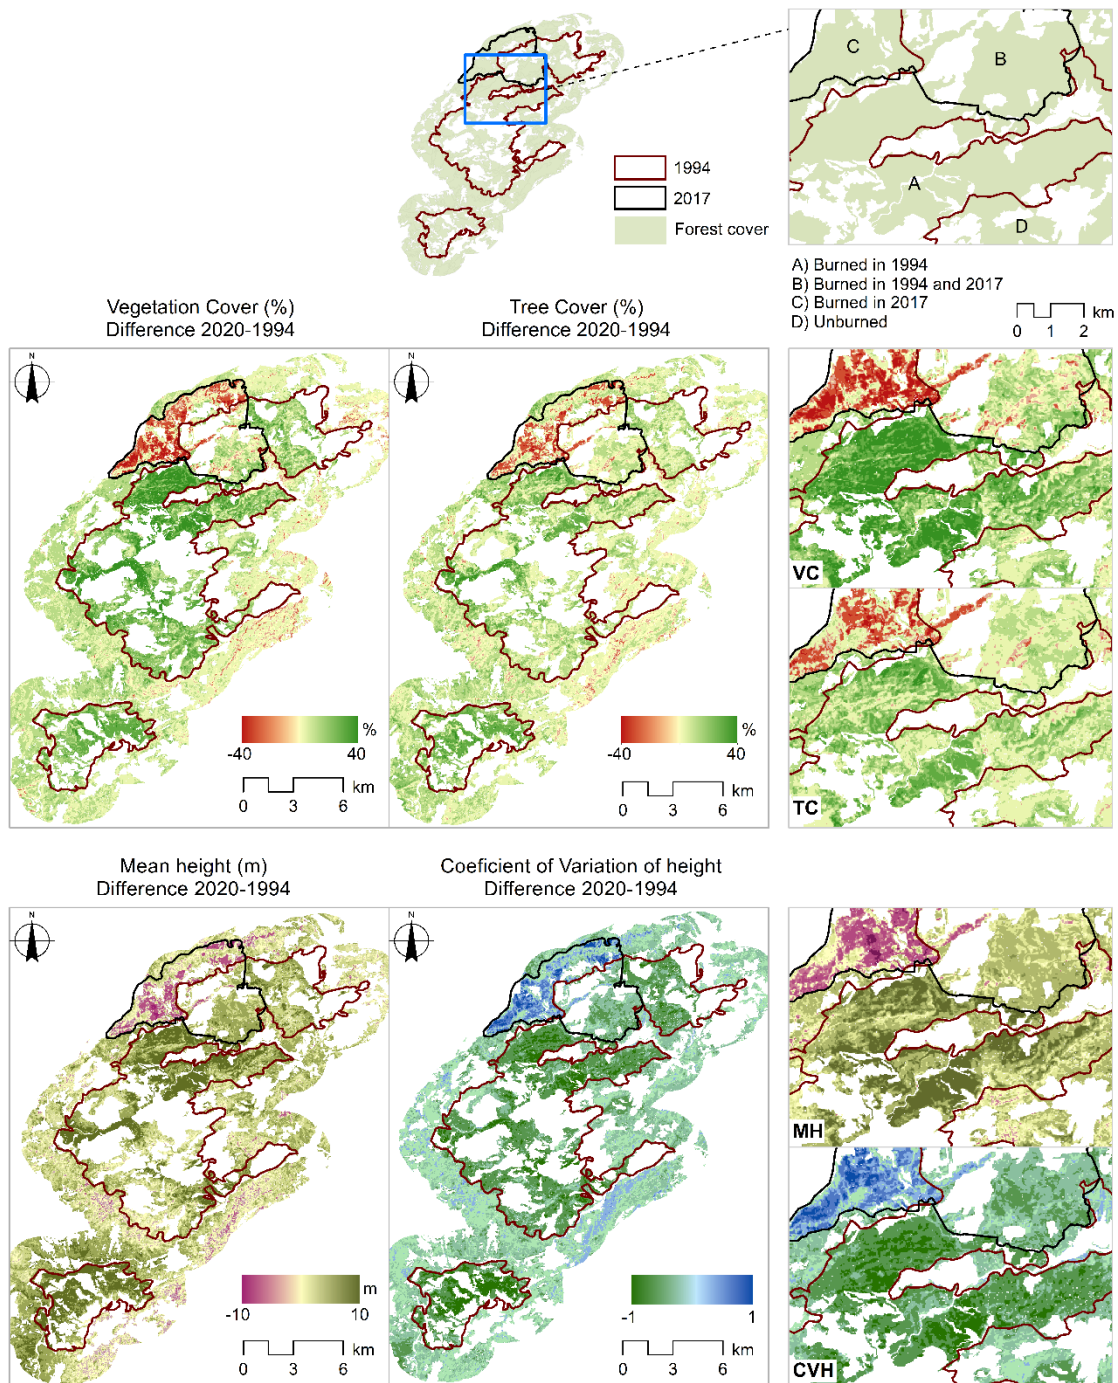 C
B
A
D
1994
2017
Forest cover
A) Burned in 1994
B) Burned in 1994 and 2017
C) Burned in 2017
D) Unburned
km
0 1 2
Vegetation Cover (%)
Difference 2020-1994
Tree Cover (%)
Difference 2020-1994
N
N
%
-40 40
km
0 3 6
%
-40 40
km
0 3 6
VC
TC
Mean height (m)
Difference 2020-1994
Coeficient of Variation of height
Difference 2020-1994
N
N
m
-10 10
km
0 3 6
-1 1
km
0 3 6
MH
CVH